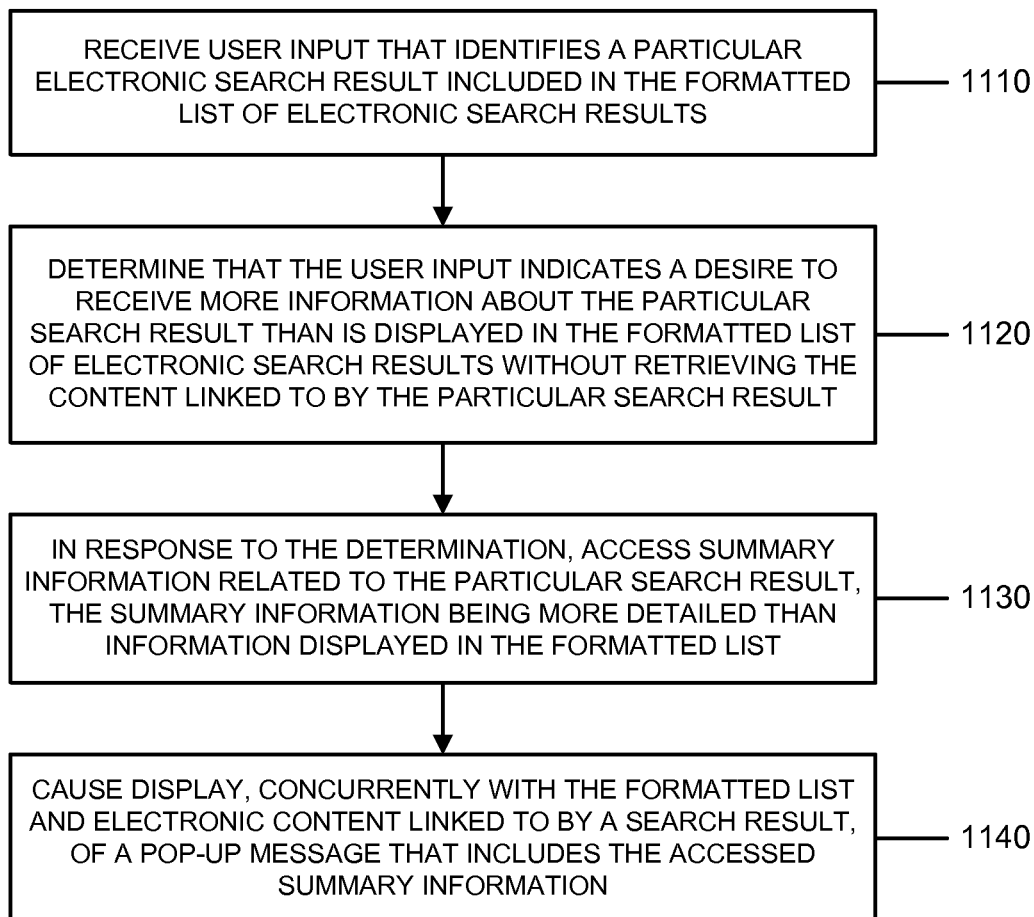 RECEIVE USER INPUT THAT IDENTIFIES A PARTICULAR
ELECTRONIC SEARCH RESULT INCLUDED IN THE FORMATTED
LIST OF ELECTRONIC SEARCH RESULTS
1110
DETERMINE THAT THE USER INPUT INDICATES A DESIRE TO
RECEIVE MORE INFORMATION ABOUT THE PARTICULAR
SEARCH RESULT THAN IS DISPLAYED IN THE FORMATTED LIST
OF ELECTRONIC SEARCH RESULTS WITHOUT RETRIEVING THE
CONTENT LINKED TO BY THE PARTICULAR SEARCH RESULT
1120
IN RESPONSE TO THE DETERMINATION, ACCESS SUMMARY
INFORMATION RELATED TO THE PARTICULAR SEARCH RESULT,
THE SUMMARY INFORMATION BEING MORE DETAILED THAN
INFORMATION DISPLAYED IN THE FORMATTED LIST
1130
CAUSE DISPLAY, CONCURRENTLY WITH THE FORMATTED LIST
AND ELECTRONIC CONTENT LINKED TO BY A SEARCH RESULT,
OF A POP-UP MESSAGE THAT INCLUDES THE ACCESSED
SUMMARY INFORMATION
1140